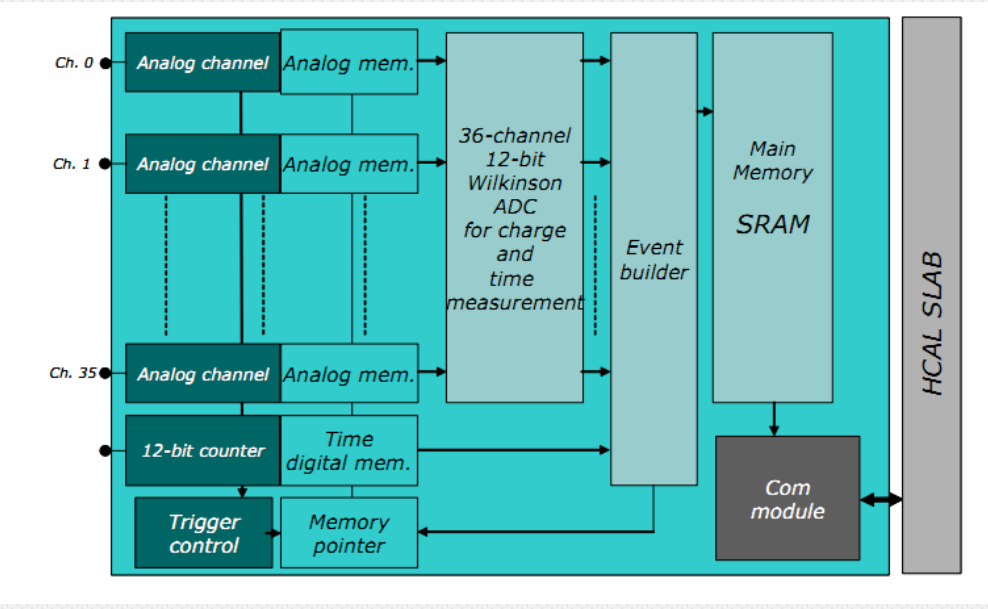 Ch. 0
Analog channel
Analog mem.
Ch. 1
Analog channel
Analog mem.
Ch. 35
Analog channel
Analog mem.
12-bit counter
Time
digital mem.
Trigger
control
Memory
pointer
36-channel
12-bit
Wilkinson
ADC
for charge
and
time
measurement
Event
builder
Main
Memory
SRAM
Com
module
HCAL SLAB